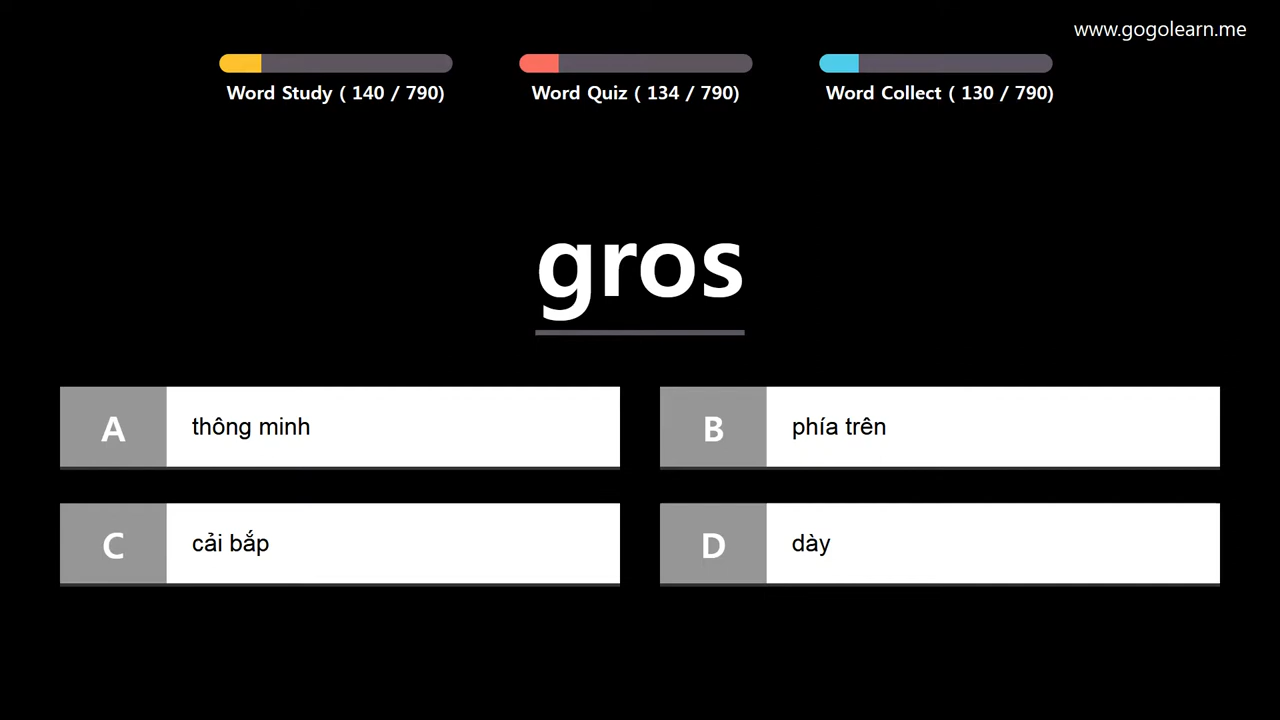 www.gogolearn.me
Word Study ( 140 / 790)
Word Quiz ( 134 / 790)
Word Collect ( 130 / 790)
gros
A thông minh
B phía trên
C cải bắp
D dày